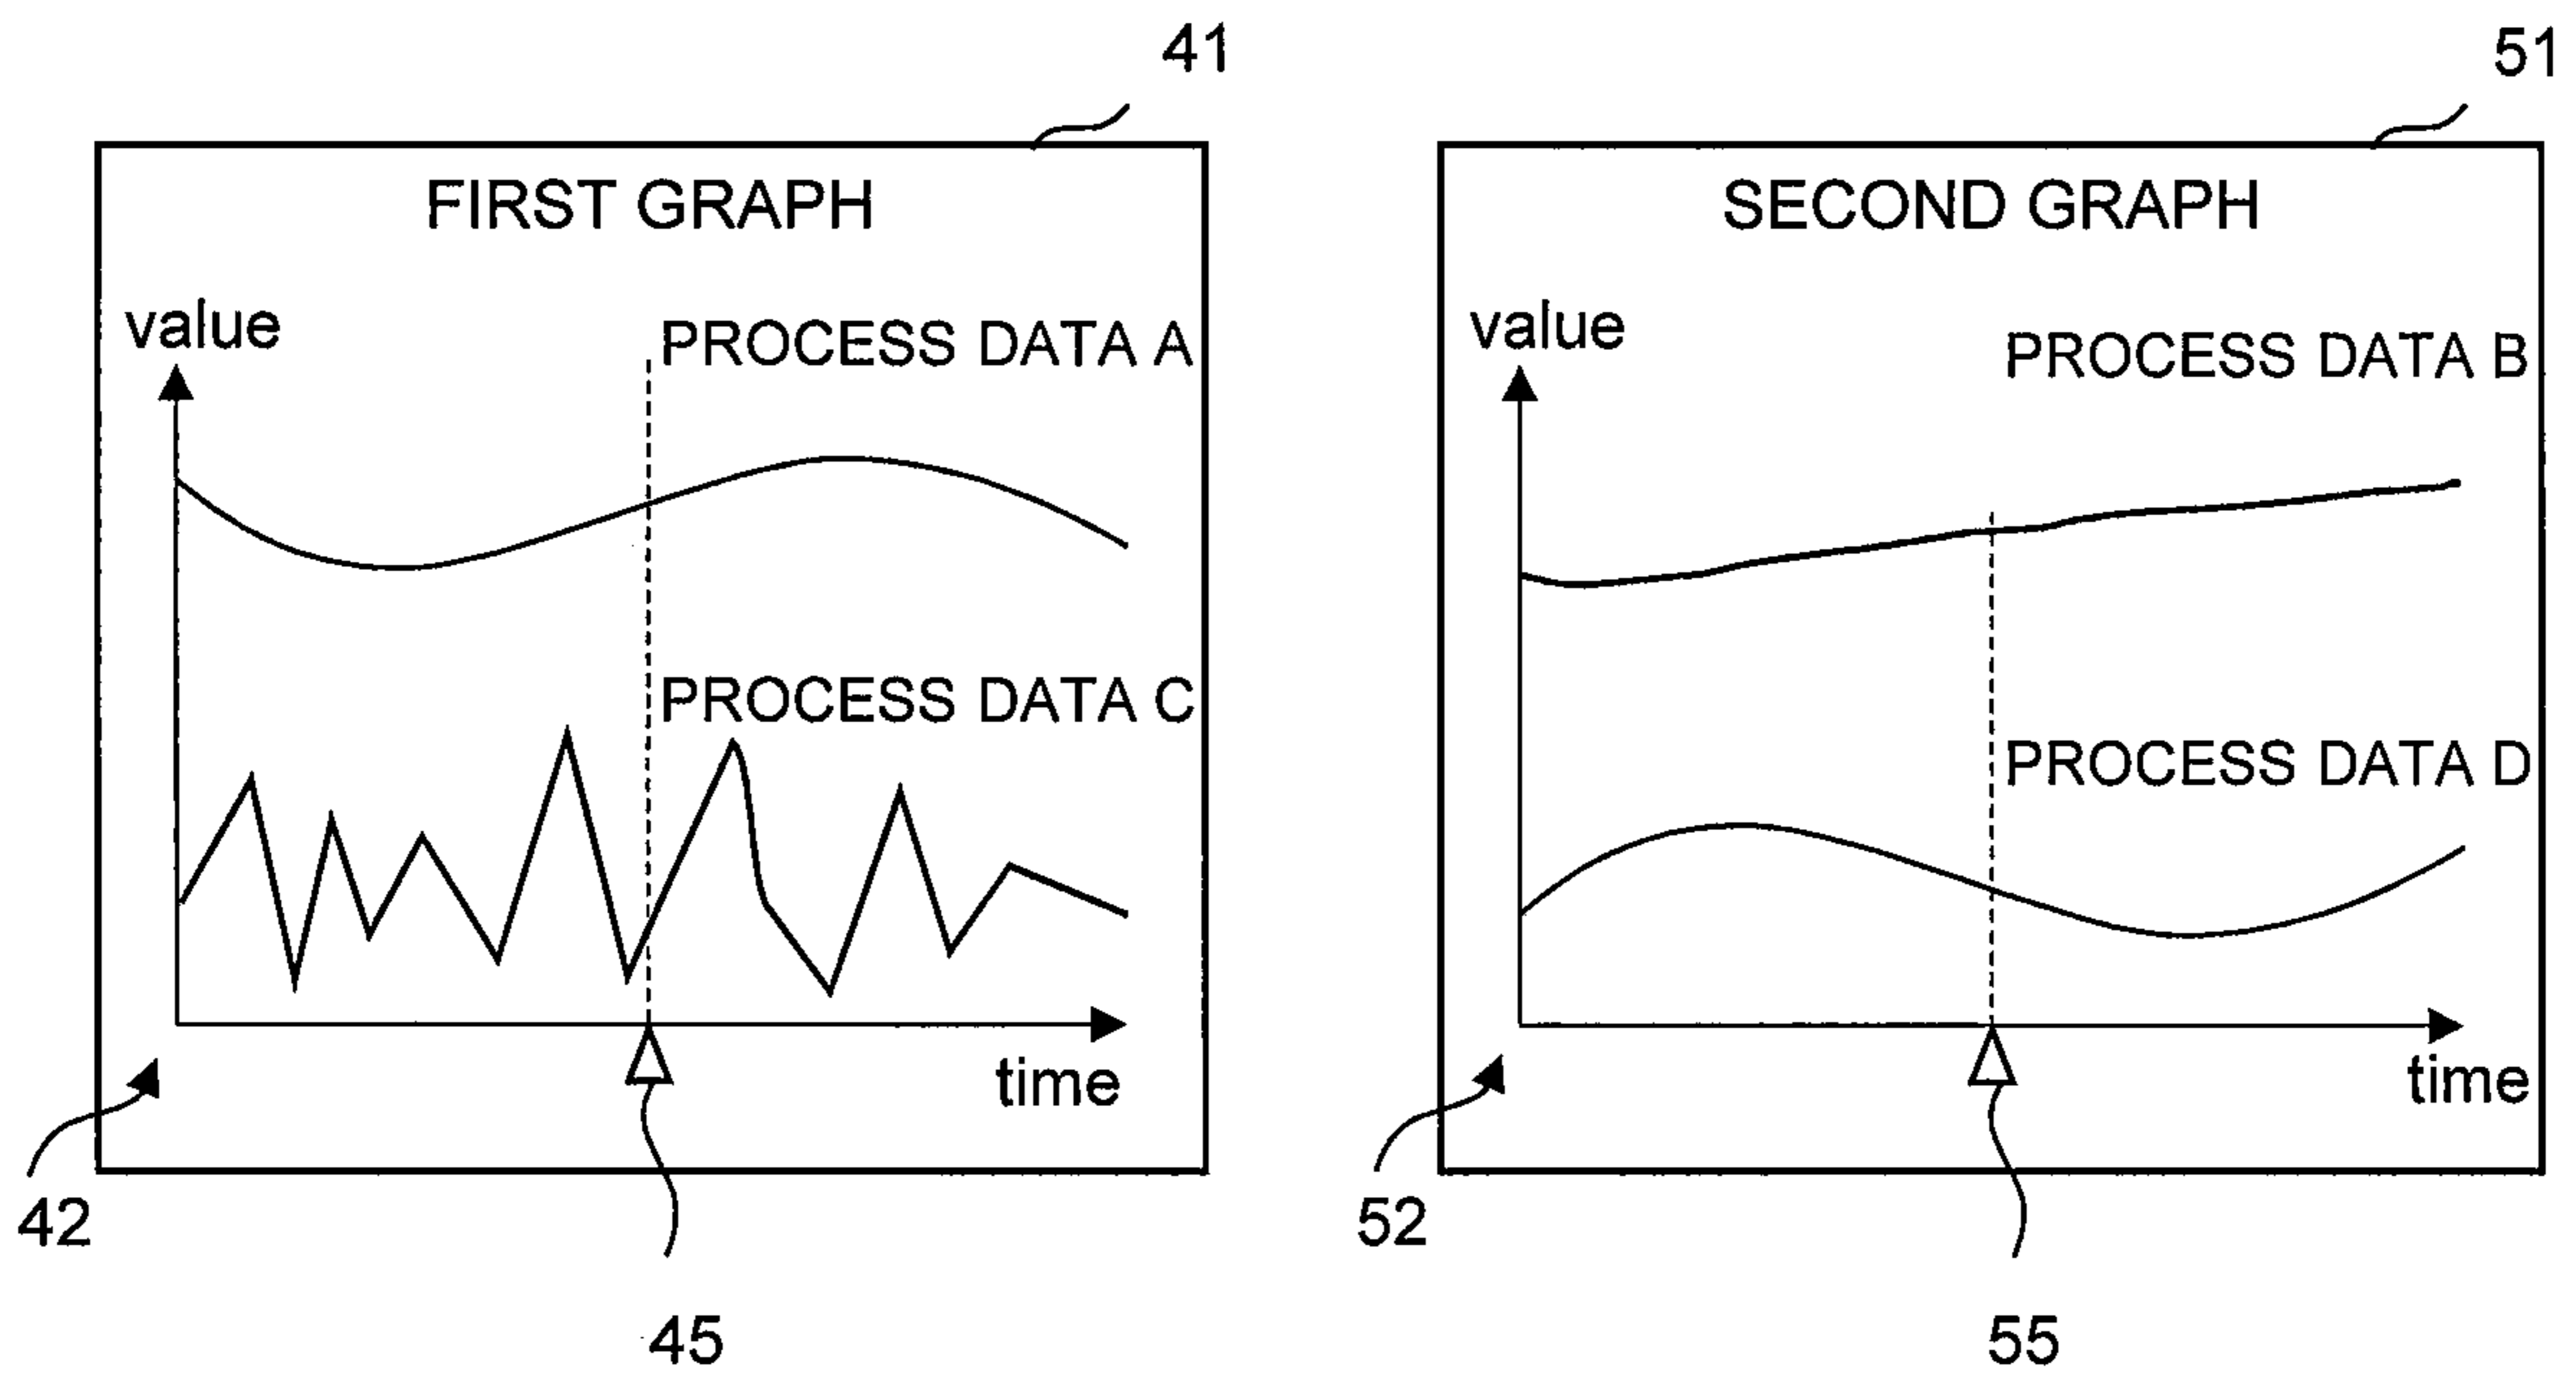 41
FIRST GRAPH
value
PROCESS DATA A
PROCESS DATA C
time
42
45
51
SECOND GRAPH
value
PROCESS DATA B
PROCESS DATA D
time
52
55